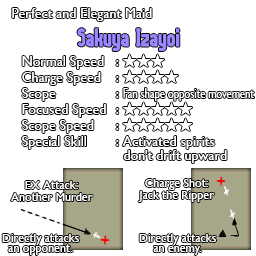 Perfect and Elegant Maid
Sakuya Izayoi
Normal Speed : ☆☆☆
Charge Speed : ☆☆☆☆
Scope : Fan shape opposite movement
Focused Speed : ☆☆☆☆☆
Scope Speed : ☆☆☆☆☆
Special Skill : Activated spirits
don't drift upward
EX Attack:
Another Murder
Directly attacks
an opponent.
Charge Shot:
Jack the Ripper
Directly attacks
an enemy.